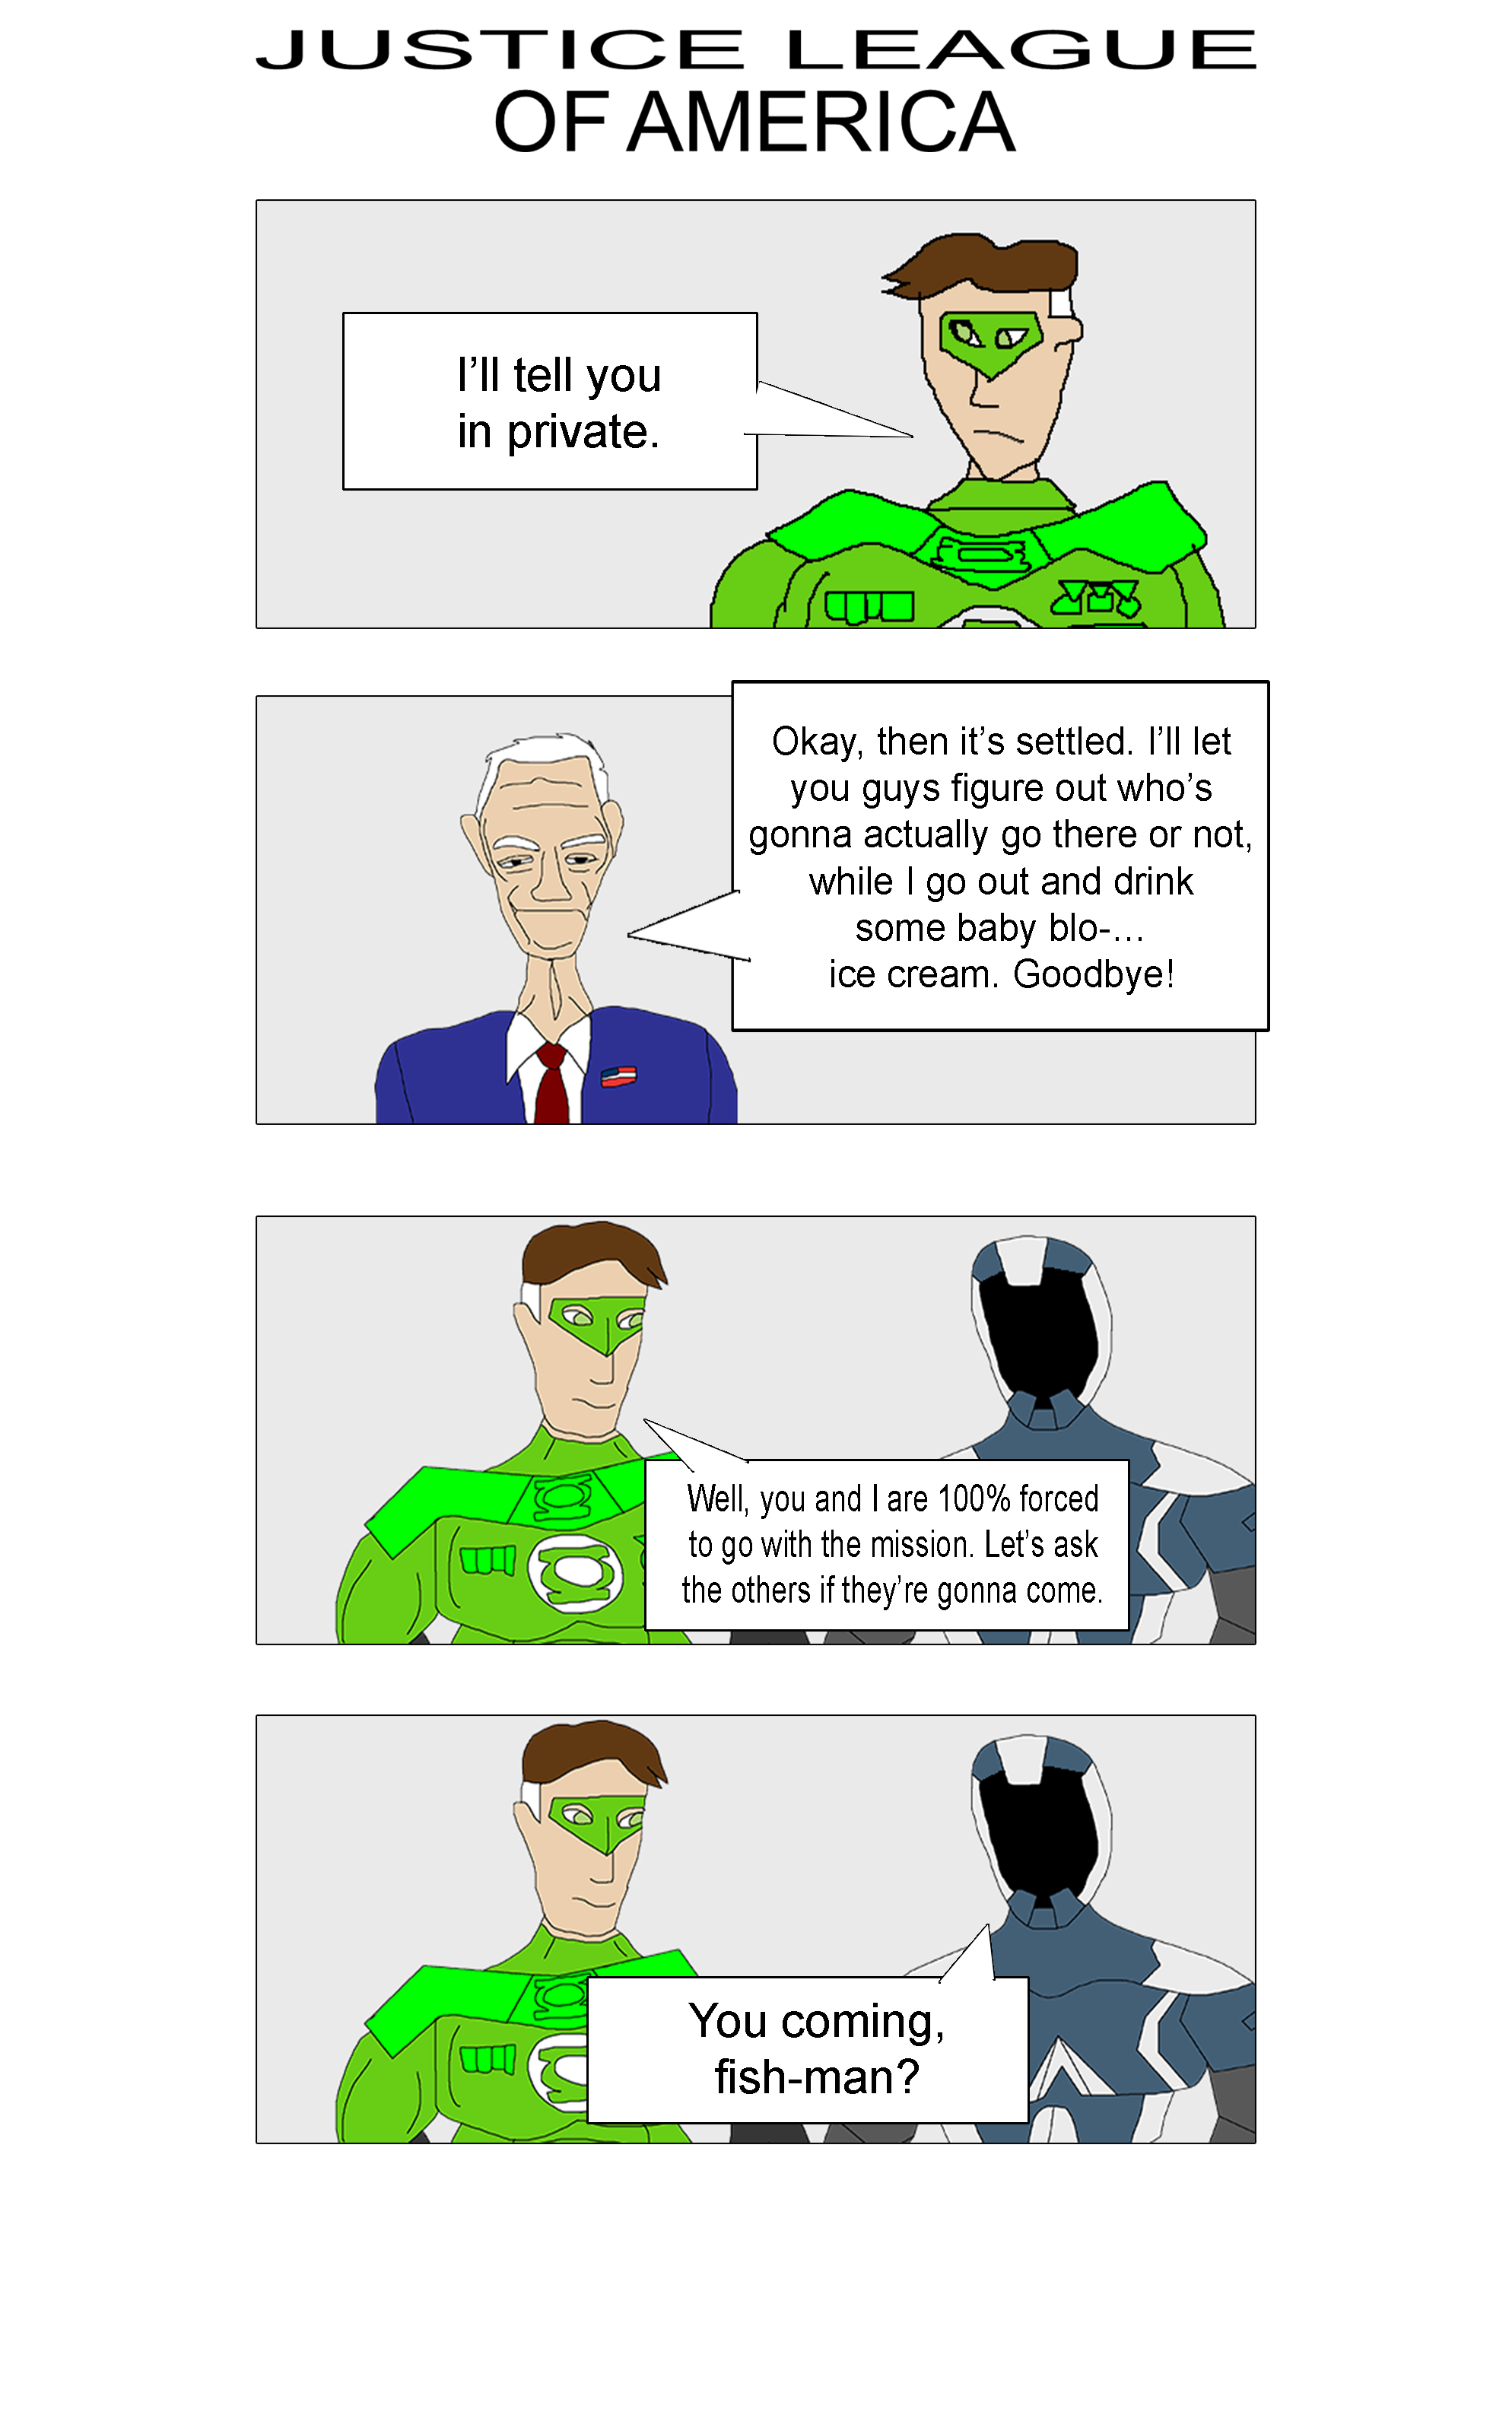 JUSTICE LEAGUE
OF AMERICA
I'll tell you
in private.
Okay, then it's settled. I'll let
you guys figure out who's
gonna actually go there or not,
while I go out and drink
some baby blo-...
ice cream. Goodbye!
Well, you and I are 100% forced
to go with the mission. Let's ask
the others if they're gonna come.
You coming,
fish-man?